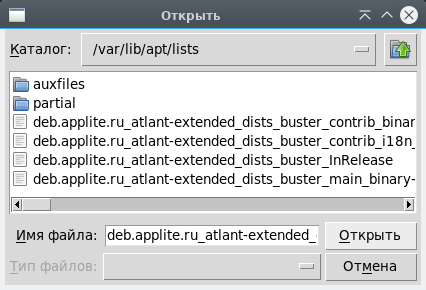 Открыть
Каталог: /var/lib/apt/lists
auxfiles
partial
deb.applite.ru_atlant-extended_dists_buster_contrib_binar
deb.applite.ru_atlant-extended_dists_buster_contrib_i18n_
deb.applite.ru_atlant-extended_dists_buster_InRelease
deb.applite.ru_atlant-extended_dists_buster_main_binary-
Имя файла: deb.applite.ru_atlant-extended_ Открыть
Тип файлов: Отмена